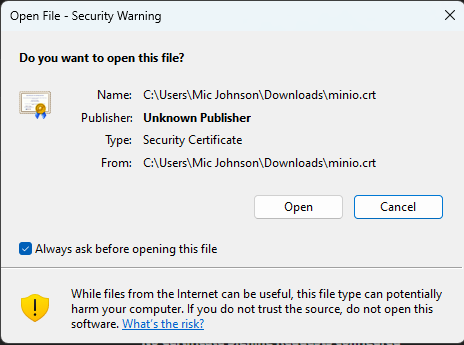 Open File - Security Warning
Do you want to open this file?
Name: C:\Users\Mic Johnson\Downloads\minio.crt
Publisher: Unknown Publisher
Type: Security Certificate
From: C:\Users\Mic Johnson\Downloads\minio.crt
Open Cancel
Always ask before opening this file
While files from the Internet can be useful, this file type can potentially
harm your computer. If you do not trust the source, do not open this
software. What's the risk?